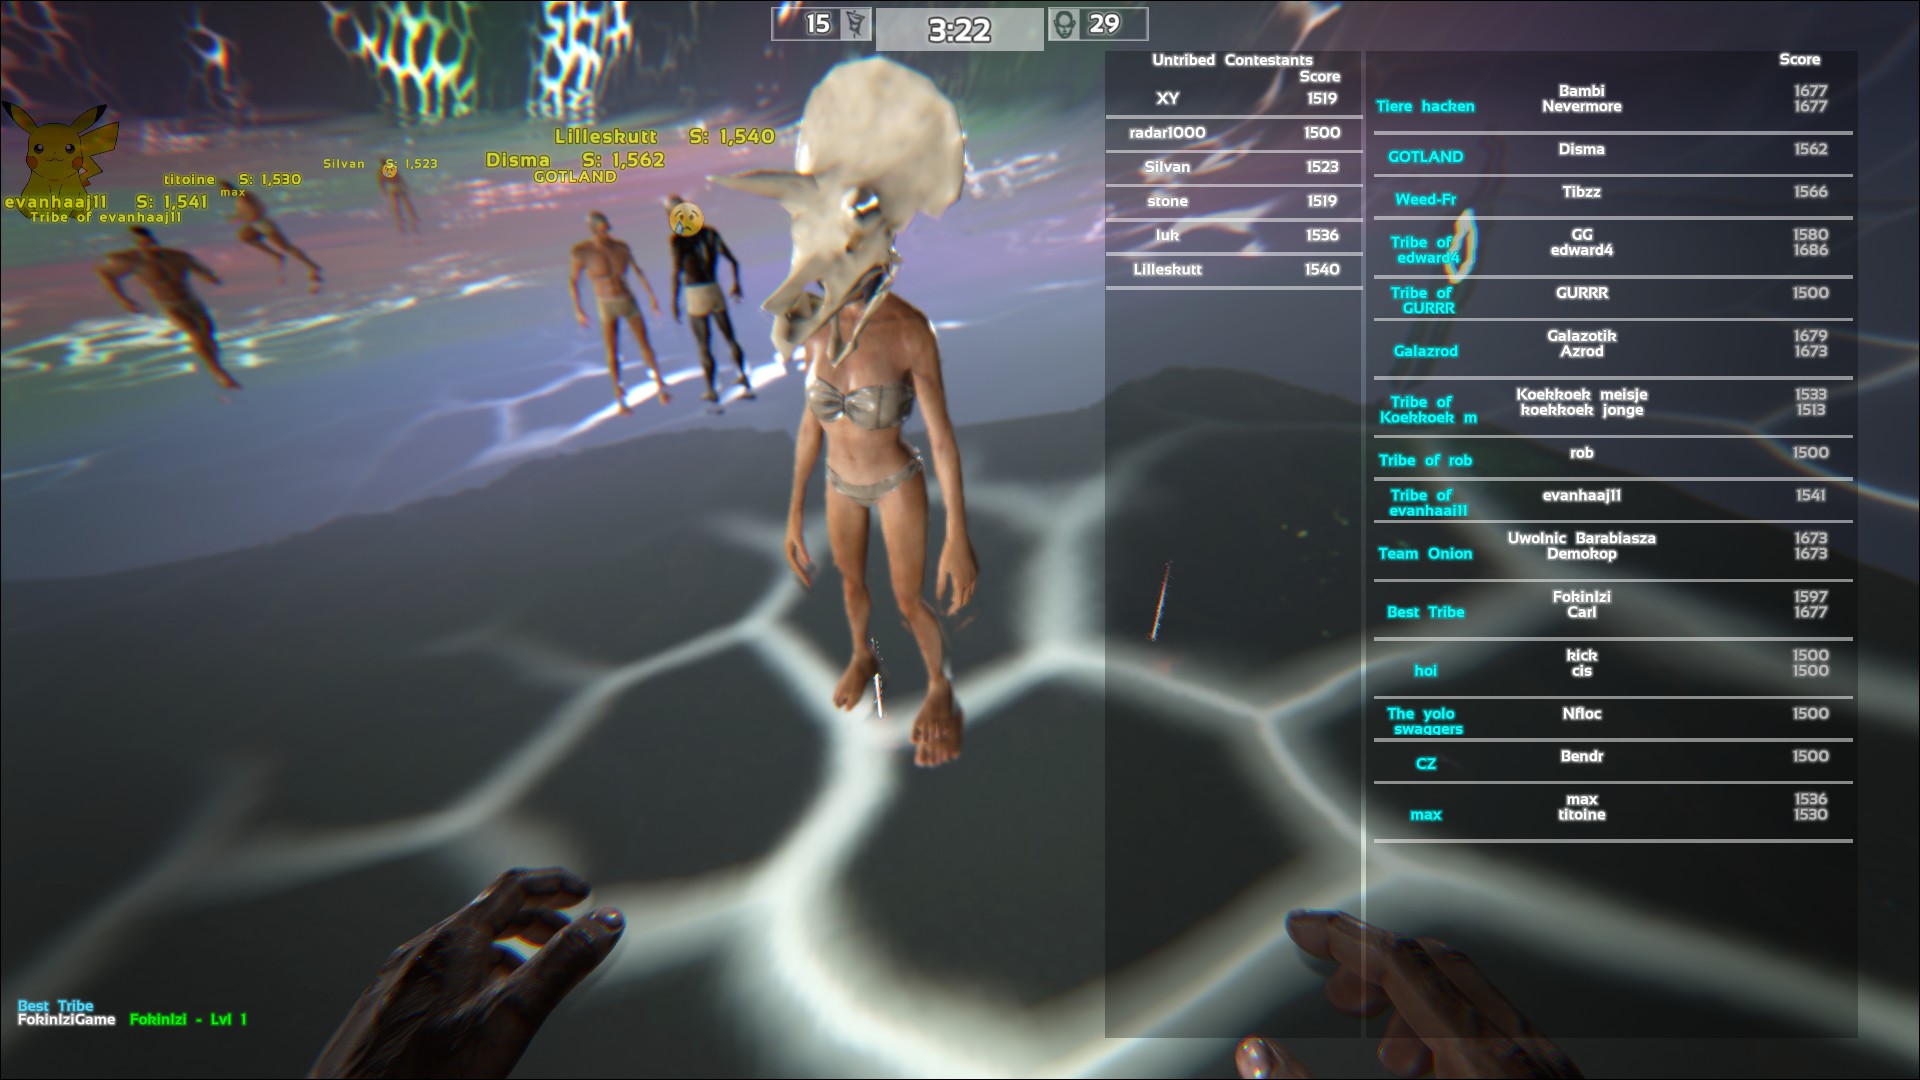 15
3:22
29
Lilleskutt S: 1,540
Disma S: 1,562
GOTLAND
Silvan S: 1,523
titoine S: 1,530
max
evanhaaj11 S: 1,541
Tribe of evanhaaj11
Untribed Contestants
Score
XY 1519
radar1000 1500
Silvan 1523
stone 1519
luk 1536
Lilleskutt 1540
Score
Bambi 1677
Tiere hacken Nevermore 1677
Disma 1562
GOTLAND
Tibzz 1566
Weed-Fr
GG 1580
Tribe of
edward4 1686
edward4
GURRR 1500
Tribe of
GURRR
Galazotik 1679
Galazrod Azrod 1673
Koekkoek meisje 1533
Tribe of
koekkoek jonge 1513
Koekkoek m
rob 1500
Tribe of rob
Tribe of evanhaaj11 1541
evanhaaj11
Uwolnic Barabiasza 1673
Team Onion Demokop 1673
FokinIzi 1597
Best Tribe Carl 1677
kick 1500
hoi cis 1500
The yolo Nfloc 1500
swaggers
Bendr 1500
CZ
max 1536
max titoine 1530
Best Tribe
FokinIziGame FokinIzi - Lvl 1